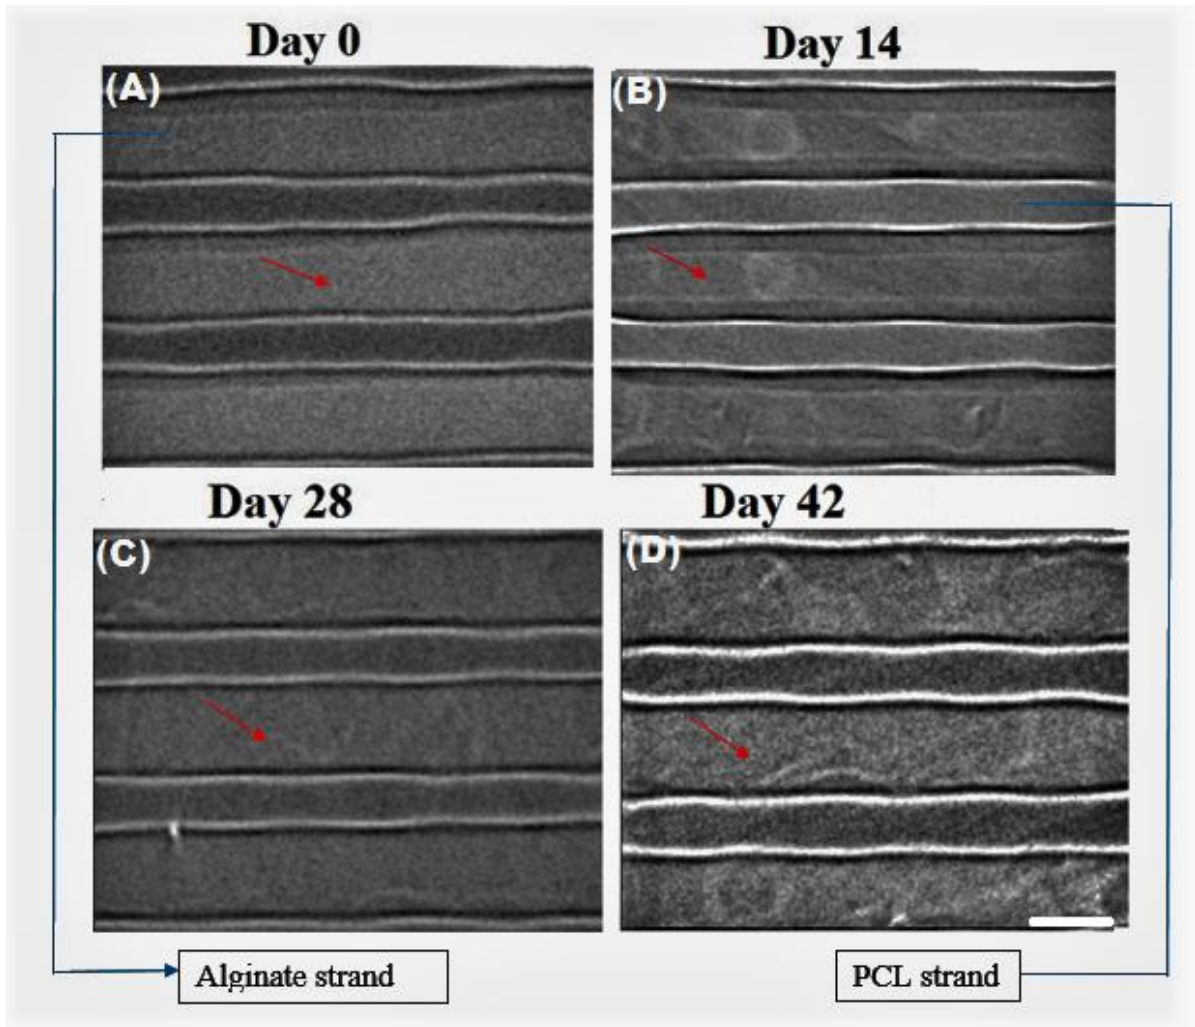 Day 0
Day 14
(A)
(B)
Day 28
Day 42
(C)
(D)
Alginate strand
PCL strand